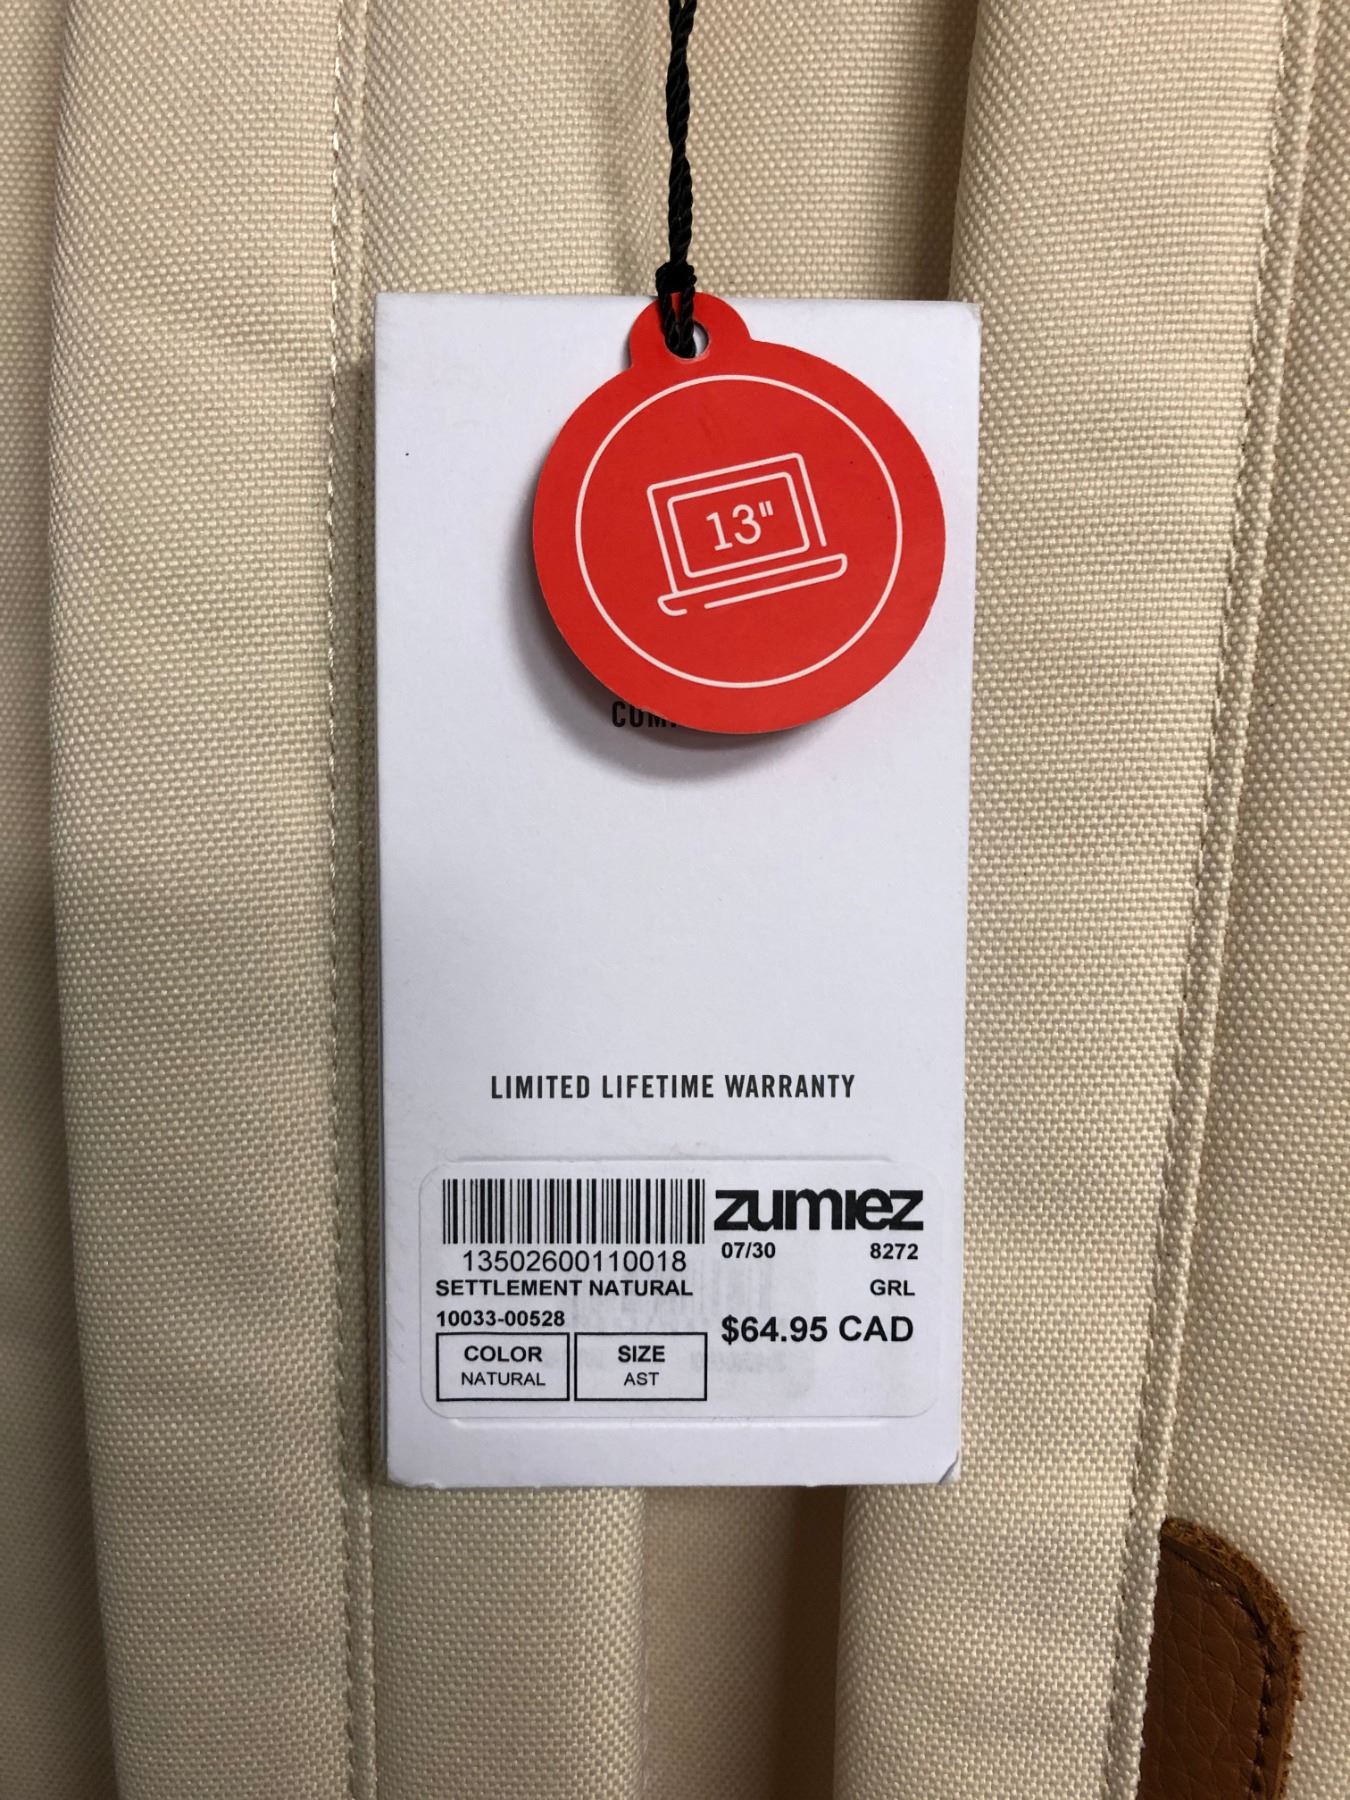 13"
LIMITED LIFETIME WARRANTY
zumiez
13502600110018
07/30 8272
SETTLEMENT NATURAL GRL
10033-00528
$64.95 CAD
COLOR SIZE
NATURAL AST